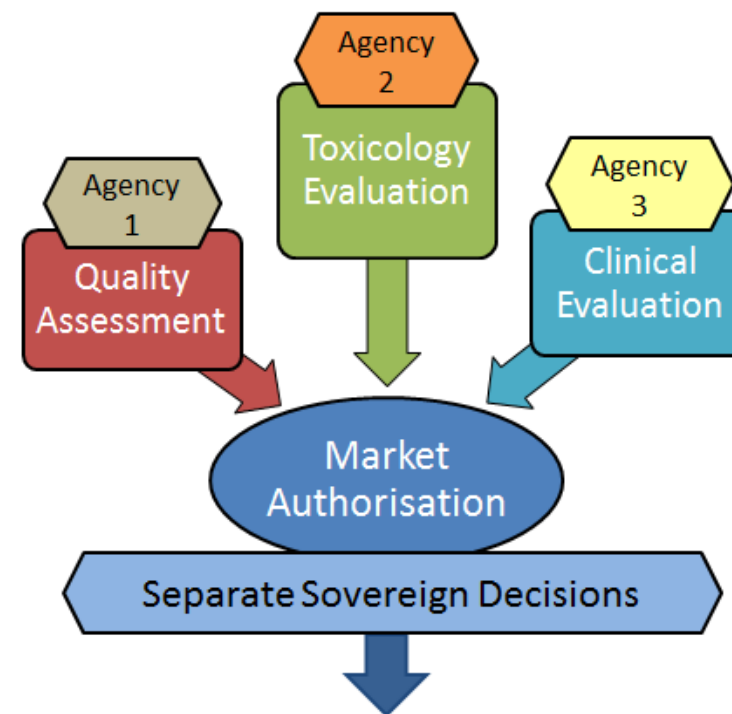 Agency
2
Toxicology
Evaluation
Agency
1
Quality
Assessment
Agency
3
Clinical
Evaluation
Market
Authorisation
Separate Sovereign Decisions